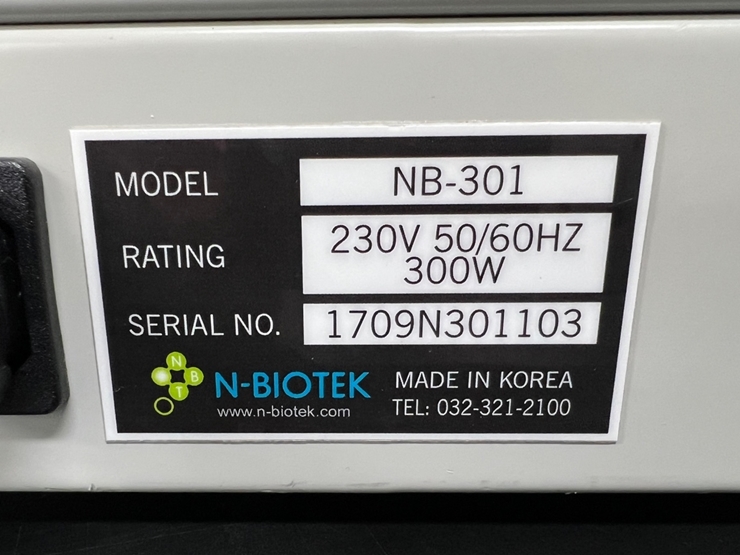 MODEL NB-301
RATING 230V 50/60HZ
300W
SERIAL NO. 1709N301103
N
B
T
N-BIOTEK MADE IN KOREA
www.n-biotek.com TEL: 032-321-2100